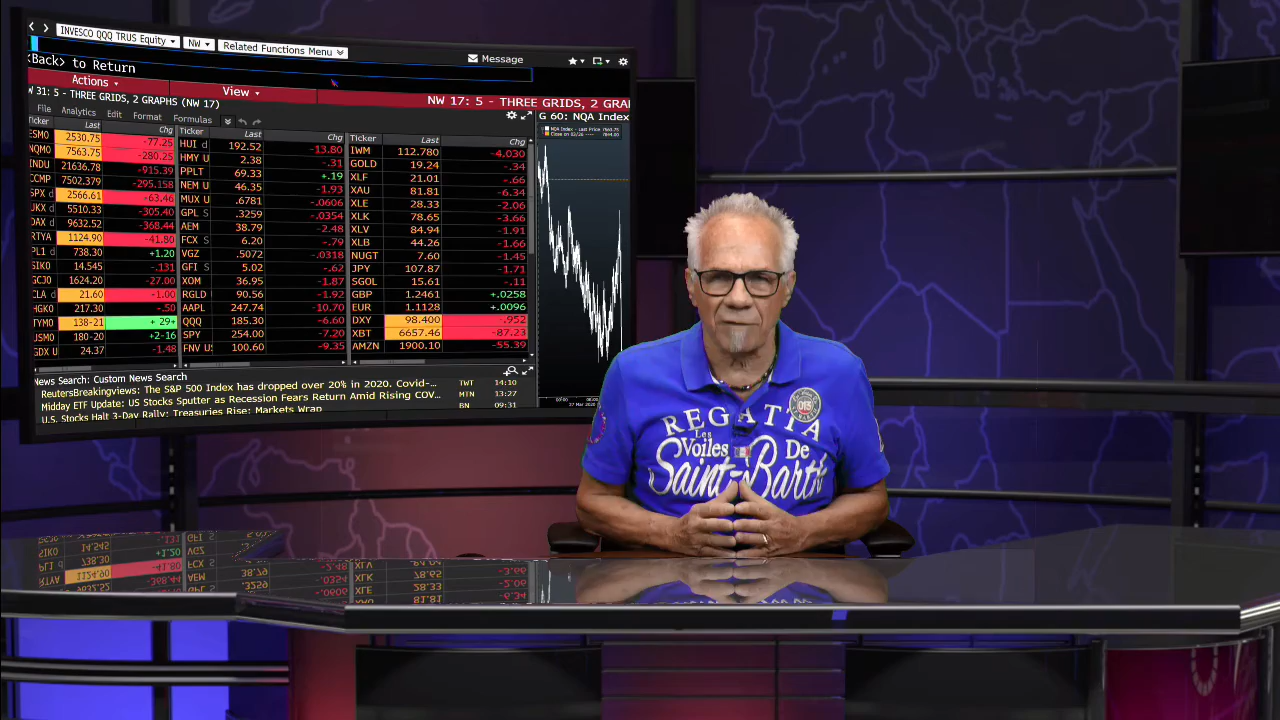 INVESCO QQQ TRUS Equity NW Related Functions Menu
Message
<Back> to Return
Actions View
W 31: 5 - THREE GRIDS, 2 GRAPHS (NW 17) NW 17: 5 - THREE GRIDS, 2 GRA
File Analytics Edit Format Formulas
G 60: NQA Index
Ticker Last Chg
ESMO 2530.75 -77.25
NQMO 7563.75 -280.25
INDU 21636.78 -915.39
CCMP 7502.379 -295.158
SPX d 2566.61 -63.46
UKX d 5510.33 -305.40
DAX d 9632.52 -368.44
RTYA 1124.90 -41.80
PL1 d 738.30 +1.20
SIKO 14.545 -.131
GCJO 1624.20 -27.00
CLA d 21.60 -1.00
HGKO 217.30 -.50
TYMO 138-21 + 29+
USMO 180-20 +2-16
GDX U 24.37 -1.48
Ticker Last Chg
HUI d 192.52 -13.80
HMY U 2.38 -.31
PPLT 69.33 +.19
NEM U 46.35 -1.93
MUX U .6781 -.0606
GPL S .3259 -.0354
AEM 38.79 -2.48
FCX S 6.20 -.79
VGZ .5072 -.0318
GFI S 5.02 -.62
XOM 36.95 -1.87
RGLD 90.56 -1.92
AAPL 247.74 -10.70
QQQ 185.30 -6.60
SPY 254.00 -7.20
FNV US 100.60 -9.35
Ticker Last Chg
IWM 112.780 -4.030
GOLD 19.24 -.34
XLF 21.01 -.66
XAU 81.81 -6.34
XLE 28.33 -2.06
XLK 78.65 -3.66
XLV 84.94 -1.91
XLB 44.26 -1.66
NUGT 7.60 -1.45
JPY 107.87 -1.71
SGOL 15.61 -.11
GBP 1.2461 +.0258
EUR 1.1128 +.0096
DXY 98.400 -.952
XBT 6657.46 -87.23
AMZN 1900.10 -55.39
News Search: Custom News Search
ReutersBreakingviews: The S&P 500 Index has dropped over 20% in 2020. Covid-... TWT 14:10
Midday ETF Update: US Stocks Sputter as Recession Fears Return Amid Rising COV... MTN 13:27
U.S. Stocks Halt 3-Day Rally; Treasuries Rise: Markets Wrap BN 09:31
27 Mar 2020
REGATTA
Les
Voiles De
Saint-Barth
013